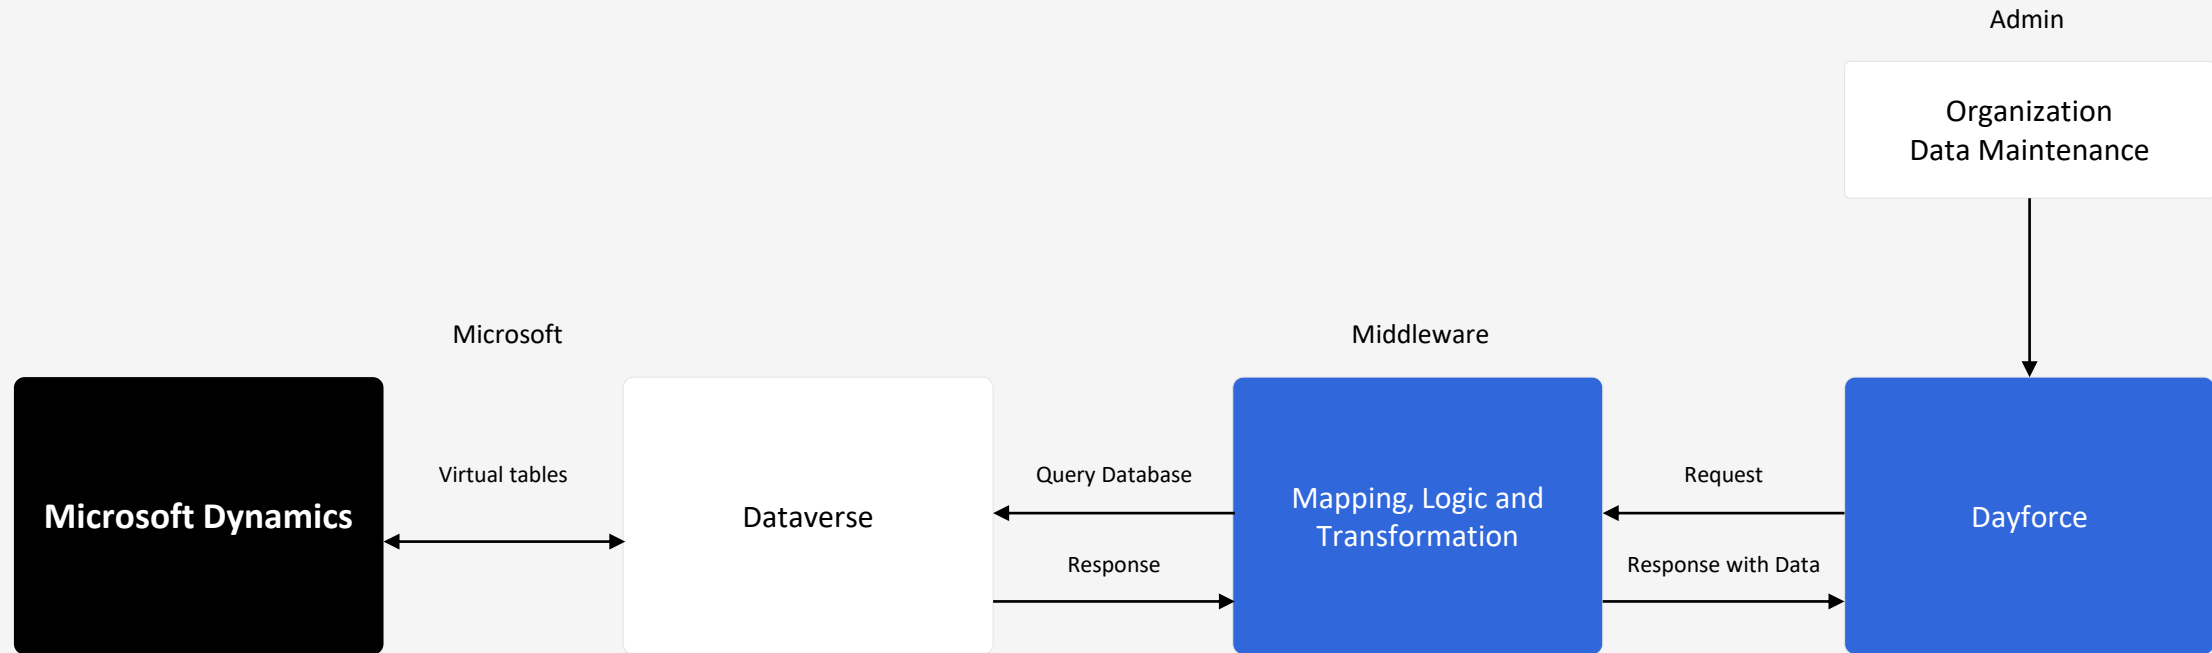 Admin
Organization
Data Maintenance
Microsoft
Middleware
Microsoft Dynamics
Virtual tables
Dataverse
Query Database
Response
Mapping, Logic and
Transformation
Request
Response with Data
Dayforce